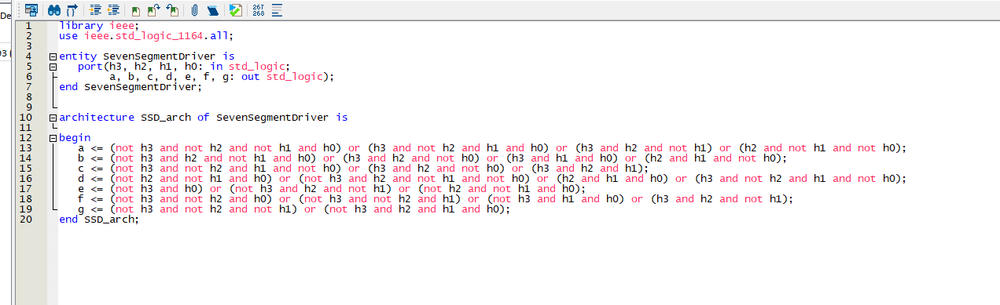 267
268
De
93 (
1 library ieee;
2 use ieee.std_logic_1164.all;
3
4 entity SevenSegmentDriver is
5 port(h3, h2, h1, h0: in std_logic;
6 a, b, c, d, e, f, g: out std_logic);
7 end SevenSegmentDriver;
8
9
10 architecture SSD_arch of SevenSegmentDriver is
11
12 begin
13 a <= (not h3 and not h2 and not h1 and h0) or (h3 and not h2 and h1 and h0) or (h3 and h2 and not h1) or (h2 and not h1 and not h0);
14 b <= (not h3 and h2 and not h1 and h0) or (h3 and h2 and not h0) or (h3 and h1 and h0) or (h2 and h1 and not h0);
15 c <= (not h3 and not h2 and h1 and not h0) or (h3 and h2 and not h0) or (h3 and h2 and h1);
16 d <= (not h2 and not h1 and h0) or (not h3 and h2 and not h1 and not h0) or (h2 and h1 and h0) or (h3 and not h2 and h1 and not h0);
17 e <= (not h3 and h0) or (not h3 and h2 and not h1) or (not h2 and not h1 and h0);
18 f <= (not h3 and not h2 and h0) or (not h3 and not h2 and h1) or (not h3 and h1 and h0) or (h3 and h2 and not h1);
19 g <= (not h3 and not h2 and not h1) or (not h3 and h2 and h1 and h0);
20 end SSD_arch;